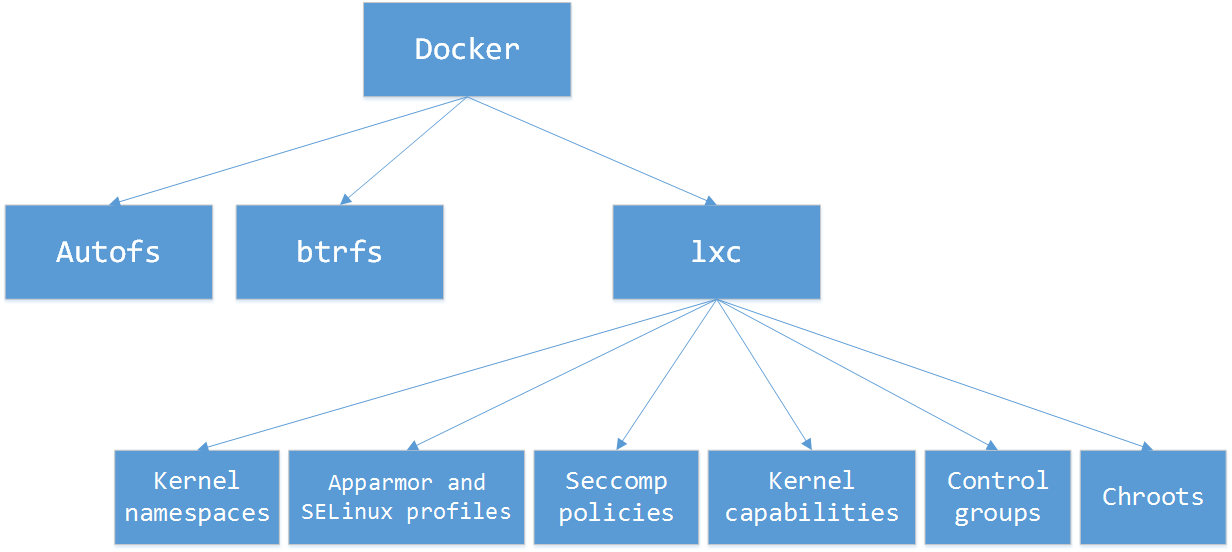 Docker
Autofs
btrfs
lxc
Kernel
namespaces
Apparmor and
SELinux profiles
Seccomp
policies
Kernel
capabilities
Control
groups
Chroots